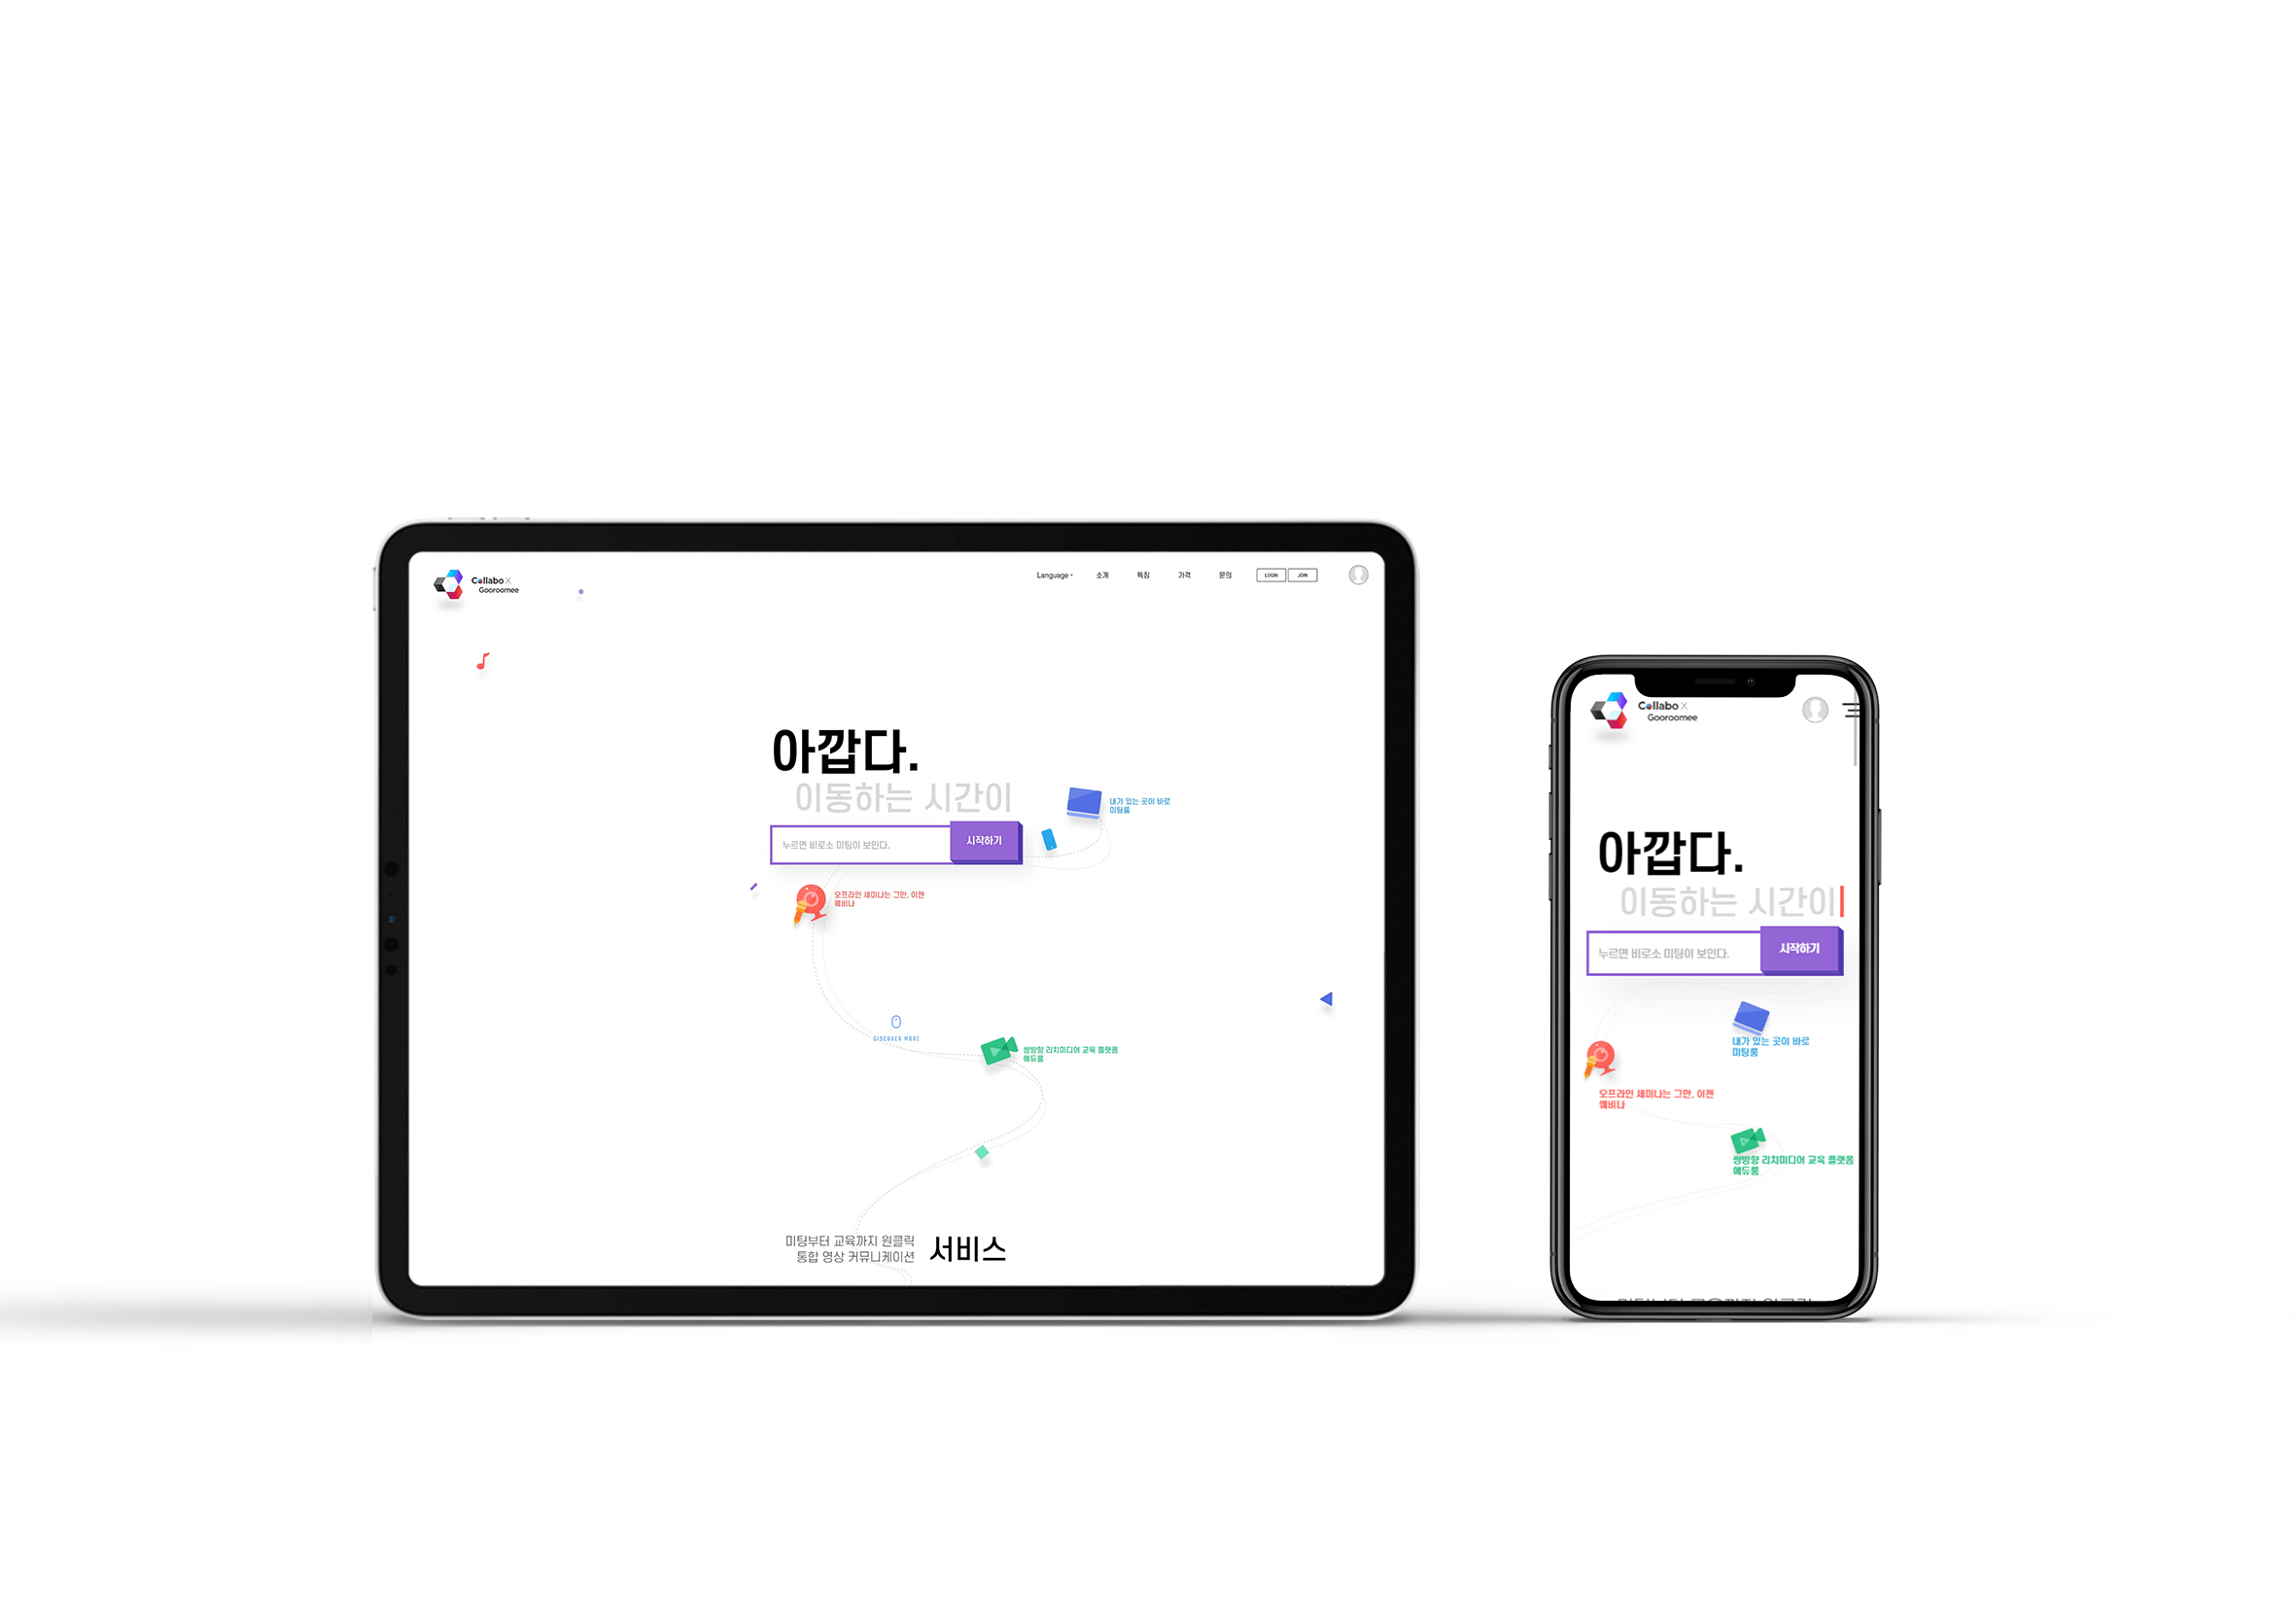 Collabo X
Gooroomee
Language
소개
특징
가격
문의
LOGIN
JOIN
아깝다.
이동하는 시간이
누르면 비로소 미팅이 보인다.
시작하기
내가 있는 곳이 바로
미팅룸
오프라인 세미나는 그만, 이젠
웨비나
DISCOVER MORE
쌍방향 리치미디어 교육 플랫폼
에듀룸
미팅부터 교육까지 원클릭
통합 영상 커뮤니케이션
서비스
Collabo X
Gooroomee
아깝다.
이동하는 시간이
누르면 비로소 미팅이 보인다.
시작하기
내가 있는 곳이 바로
미팅룸
오프라인 세미나는 그만, 이젠
웨비나
쌍방향 리치미디어 교육 플랫폼
에듀룸